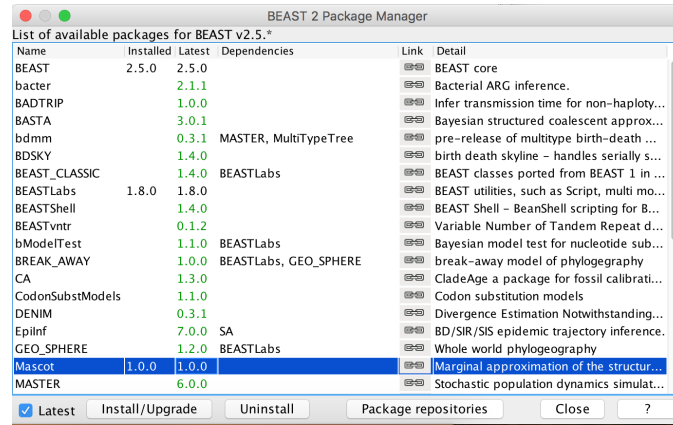 BEAST 2 Package Manager
List of available packages for BEAST v2.5.*
Name Installed Latest Dependencies Link Detail
BEAST 2.5.0 2.5.0 BEAST core
bacter 2.1.1 Bacterial ARG inference.
BADTRIP 1.0.0 Infer transmission time for non-haploty...
BASTA 3.0.1 Bayesian structured coalescent approx...
bdmm 0.3.1 MASTER, MultiTypeTree pre-release of multitype birth-death ...
BDSKY 1.4.0 birth death skyline - handles serially s...
BEAST_CLASSIC 1.4.0 BEASTLabs BEAST classes ported from BEAST 1 in ...
BEASTLabs 1.8.0 1.8.0 BEAST utilities, such as Script, multi mo...
BEASTShell 1.4.0 BEAST Shell - BeanShell scripting for B...
BEASTvntr 0.1.2 Variable Number of Tandem Repeat d...
bModelTest 1.1.0 BEASTLabs Bayesian model test for nucleotide sub...
BREAK_AWAY 1.0.0 BEASTLabs, GEO_SPHERE break-away model of phylogeography
CA 1.3.0 CladeAge a package for fossil calibrati...
CodonSubstModels 1.1.0 Codon substitution models
DENIM 0.3.1 Divergence Estimation Notwithstanding...
EpiInf 7.0.0 SA BD/SIR/SIS epidemic trajectory inference.
GEO_SPHERE 1.2.0 BEASTLabs Whole world phylogeography
Mascot 1.0.0 1.0.0 Marginal approximation of the structur...
MASTER 6.0.0 Stochastic population dynamics simulat...
Latest Install/Upgrade Uninstall Package repositories Close ?